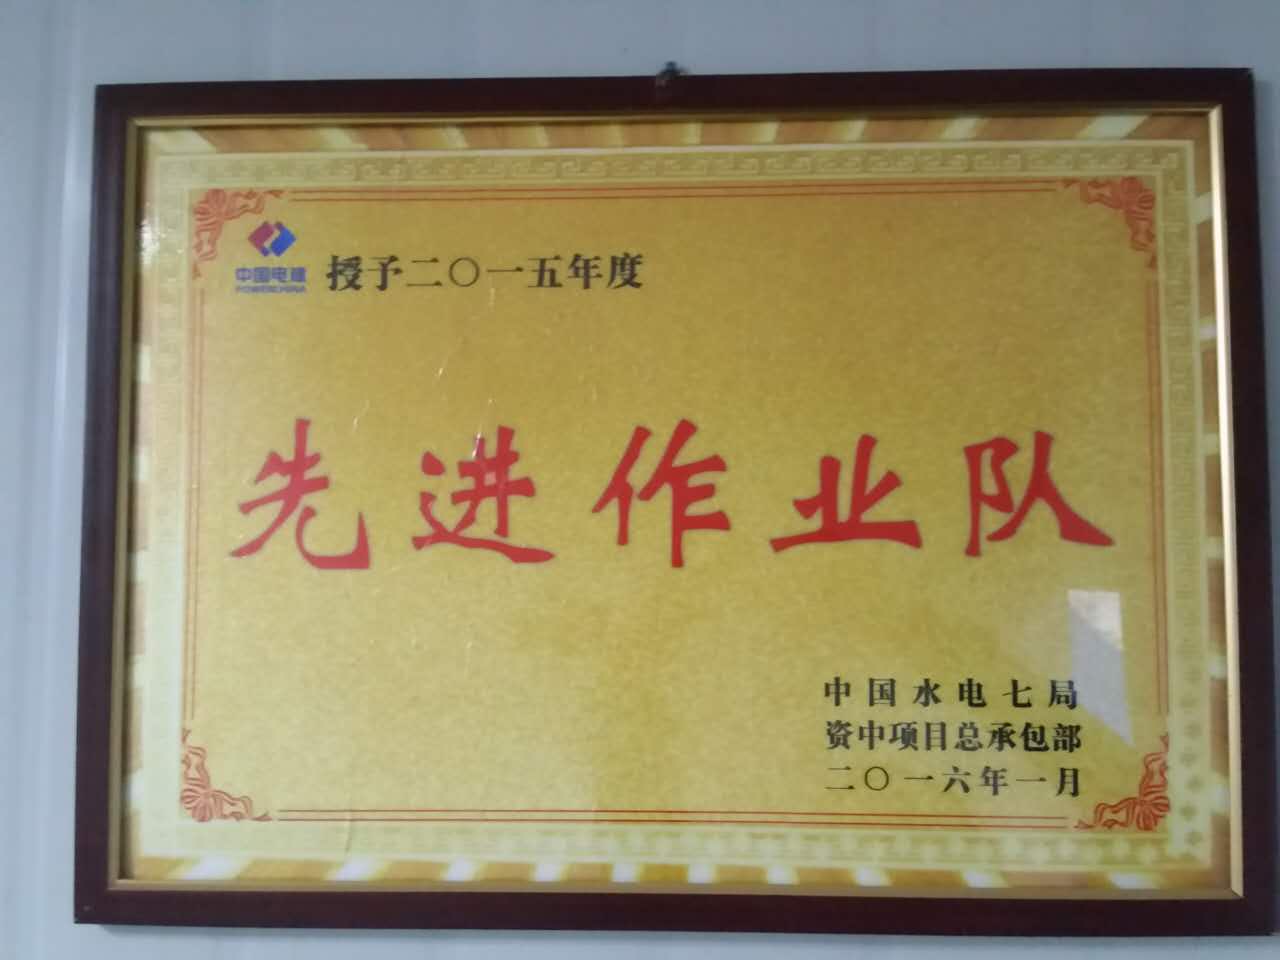 中国电建
POWERCHINA
授予二〇一五年度
先进作业队
中国水电七局
资中项目总承包部
二〇一六年一月